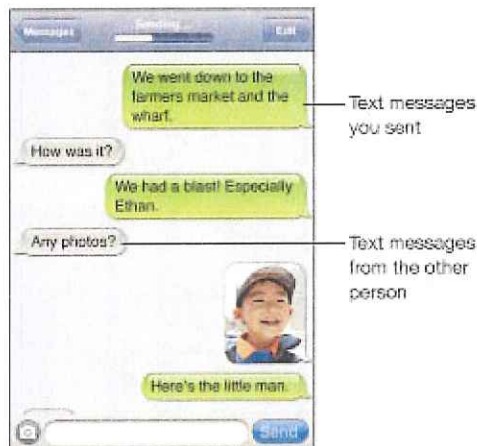 Messages
Sending...
Edit
We went down to the
farmers market and the
wharf.
Text messages
you sent
How was it?
We had a blast! Especially
Ethan.
Any photos?
Text messages
from the other
person
Here's the little man.
Send